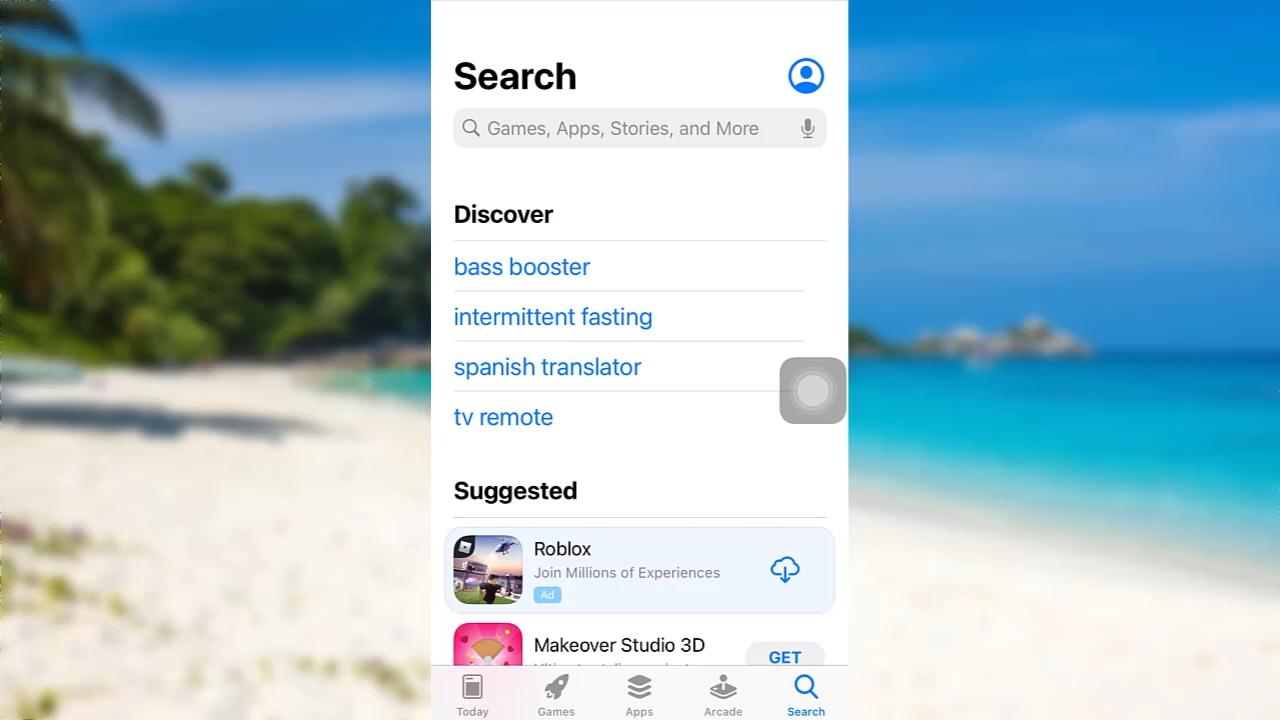 Search
Games, Apps, Stories, and More
Discover
bass booster
intermittent fasting
spanish translator
tv remote
Suggested
Roblox
Join Millions of Experiences
Ad
Makeover Studio 3D
GET
Today
Games
Apps
Arcade
Search